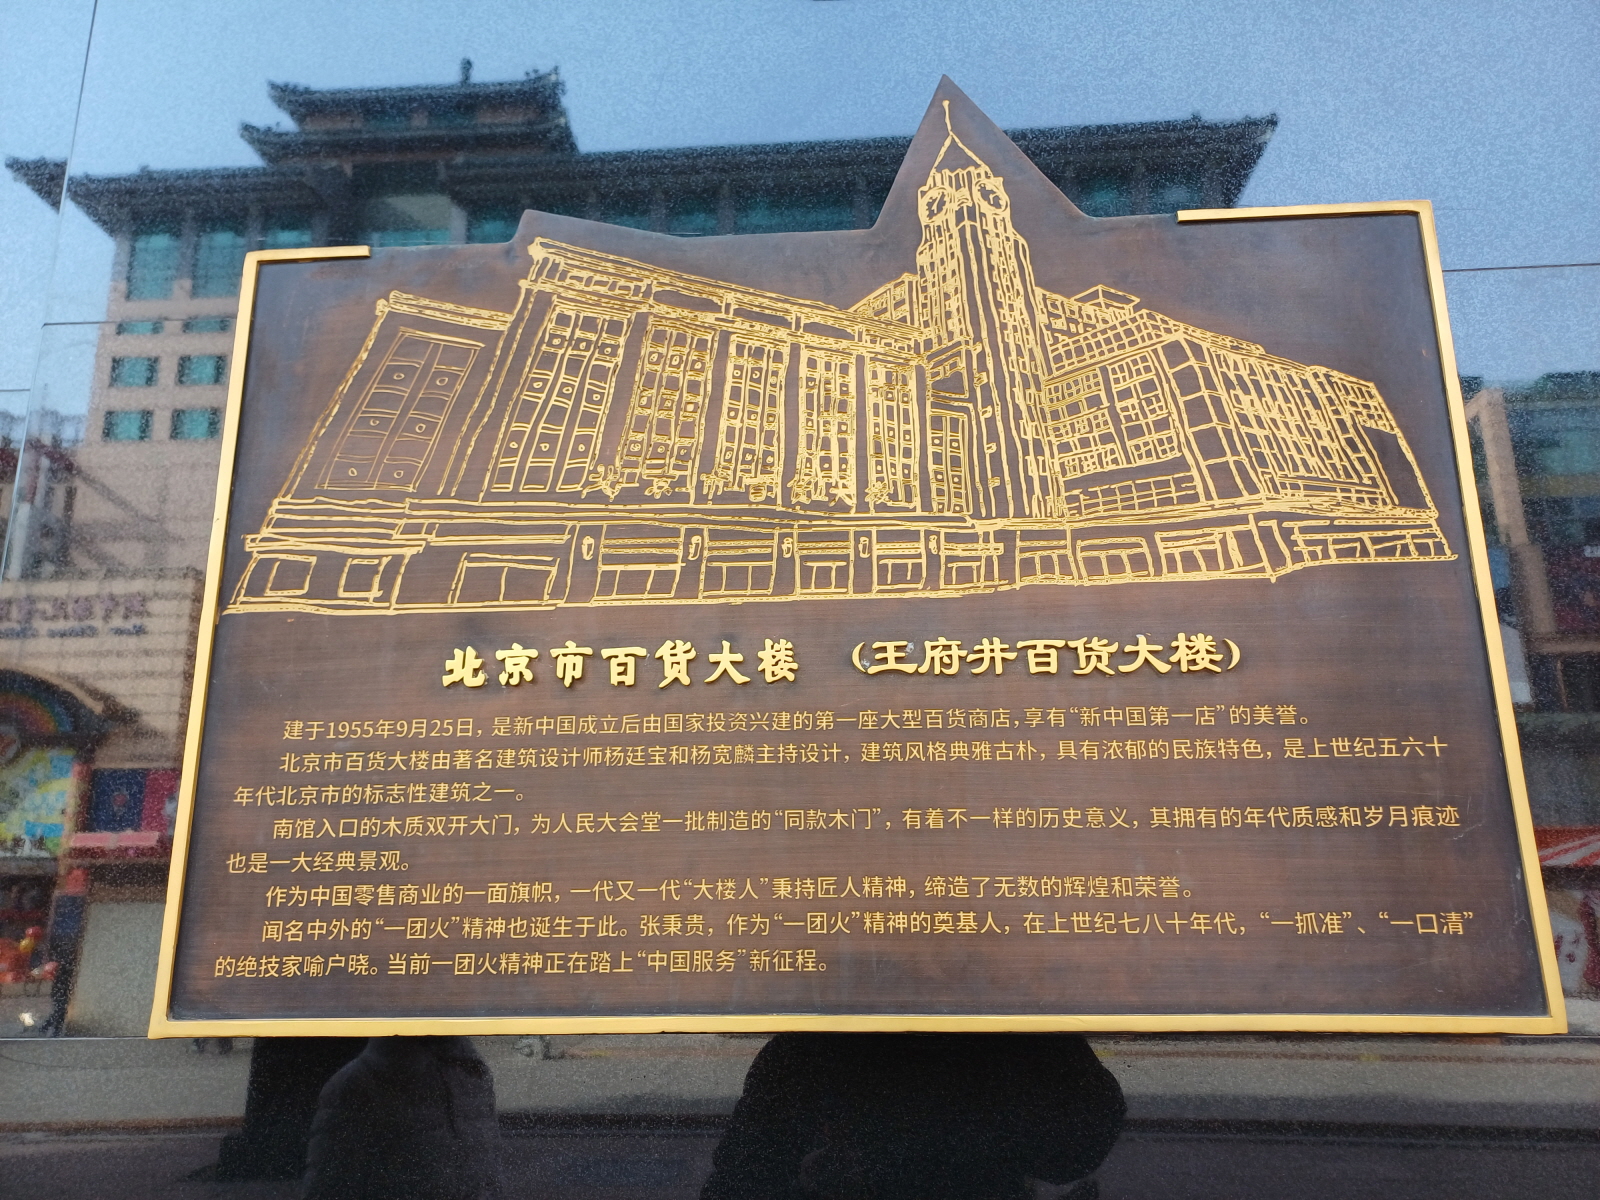 北京市百货大楼 （王府井百货大楼）
建于1955年9月25日，是新中国成立后由国家投资兴建的第一座大型百货商店，享有“新中国第一店”的美誉。
北京市百货大楼由著名建筑设计师杨廷宝和杨宽麟主持设计，建筑风格典雅古朴，具有浓郁的民族特色，是上世纪五六十
年代北京市的标志性建筑之一。
南馆入口的木质双开大门，为人民大会堂一批制造的“同款木门”，有着不一样的历史意义，其拥有的年代质感和岁月痕迹
也是一大经典景观。
作为中国零售商业的一面旗帜，一代又一代“大楼人”秉持匠人精神，缔造了无数的辉煌和荣誉。
闻名中外的“一团火”精神也诞生于此。张秉贵，作为“一团火”精神的奠基人，在上世纪七八十年代，“一抓准”、“一口清”
的绝技家喻户晓。当前一团火精神正在踏上“中国服务”新征程。